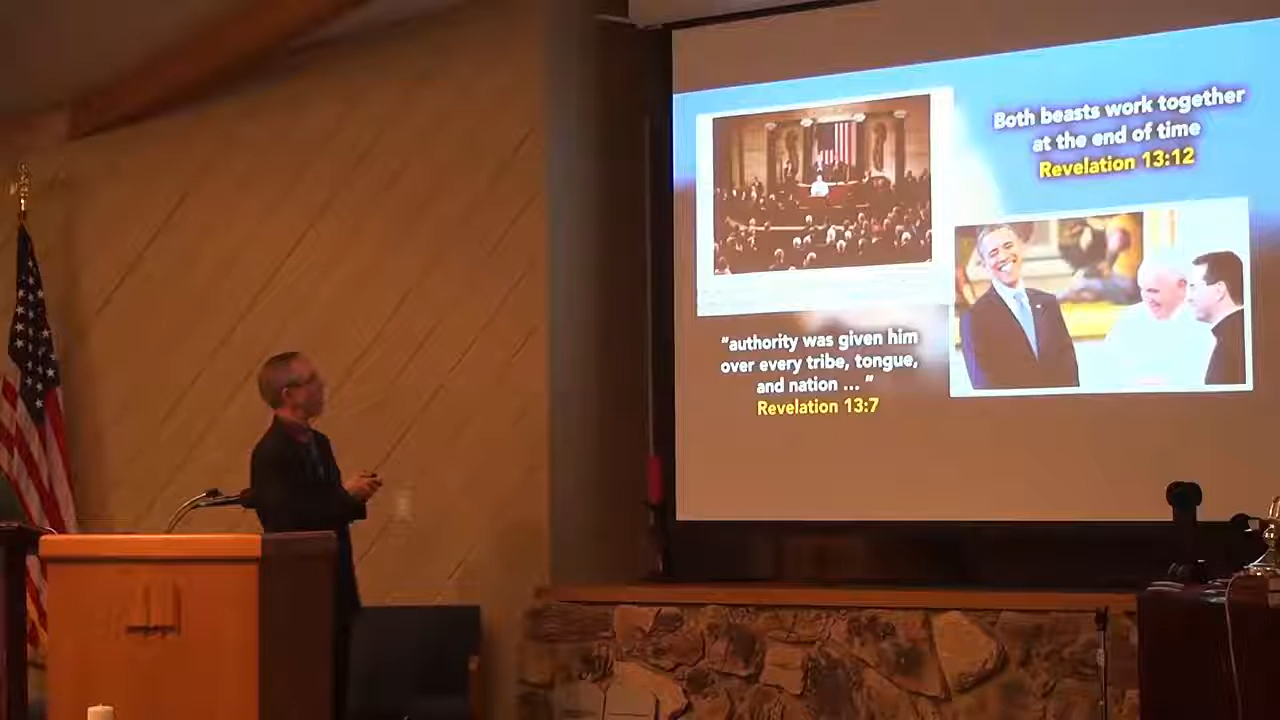 Both beasts work together
at the end of time
Revelation 13:12
“authority was given him
over every tribe, tongue,
and nation ... ”
Revelation 13:7